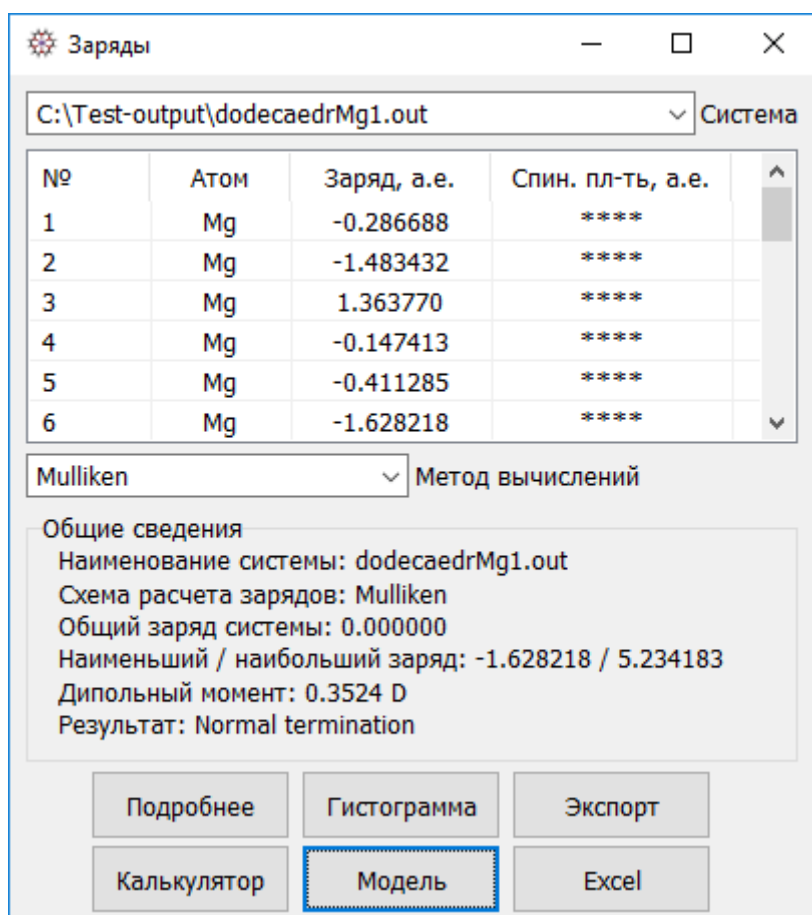 Заряды
C:\Test-output\dodecaedrMg1.out Система
№ Атом Заряд, а.е. Спин. пл-ть, а.е.
1 Mg -0.286688 ****
2 Mg -1.483432 ****
3 Mg 1.363770 ****
4 Mg -0.147413 ****
5 Mg -0.411285 ****
6 Mg -1.628218 ****
Mulliken Метод вычислений
Общие сведения
Наименование системы: dodecaedrMg1.out
Схема расчета зарядов: Mulliken
Общий заряд системы: 0.000000
Наименьший / наибольший заряд: -1.628218 / 5.234183
Дипольный момент: 0.3524 D
Результат: Normal termination
Подробнее Гистограмма Экспорт
Калькулятор Модель Excel